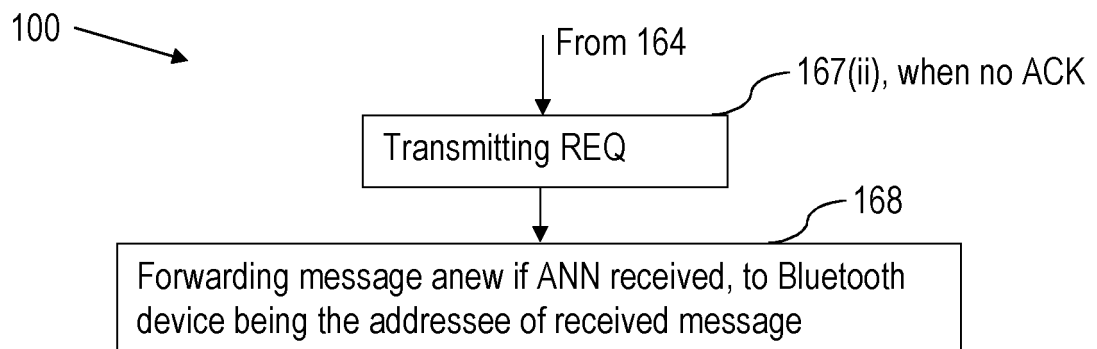 100
From 164
167(ii), when no ACK
Transmitting REQ
168
Forwarding message anew if ANN received, to Bluetooth
device being the addressee of received message